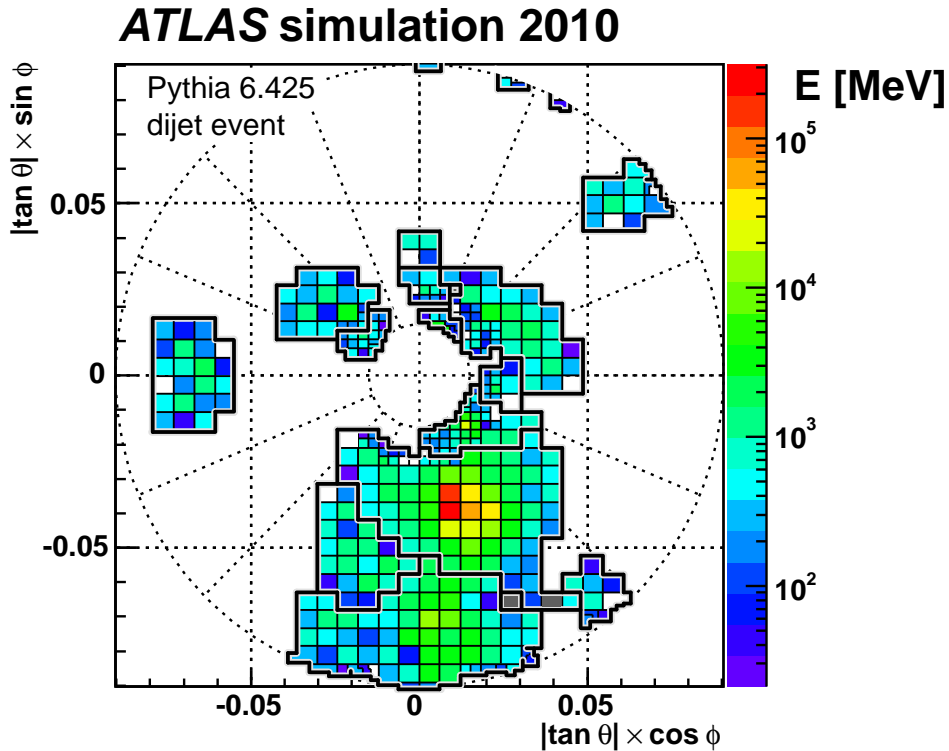 ATLAS simulation 2010
Pythia 6.425
dijet event
E [MeV]
|tan θ| × sin ϕ
0.05
0
-0.05
-0.05
0
0.05
|tan θ| × cos ϕ
10⁵
10⁴
10³
10²